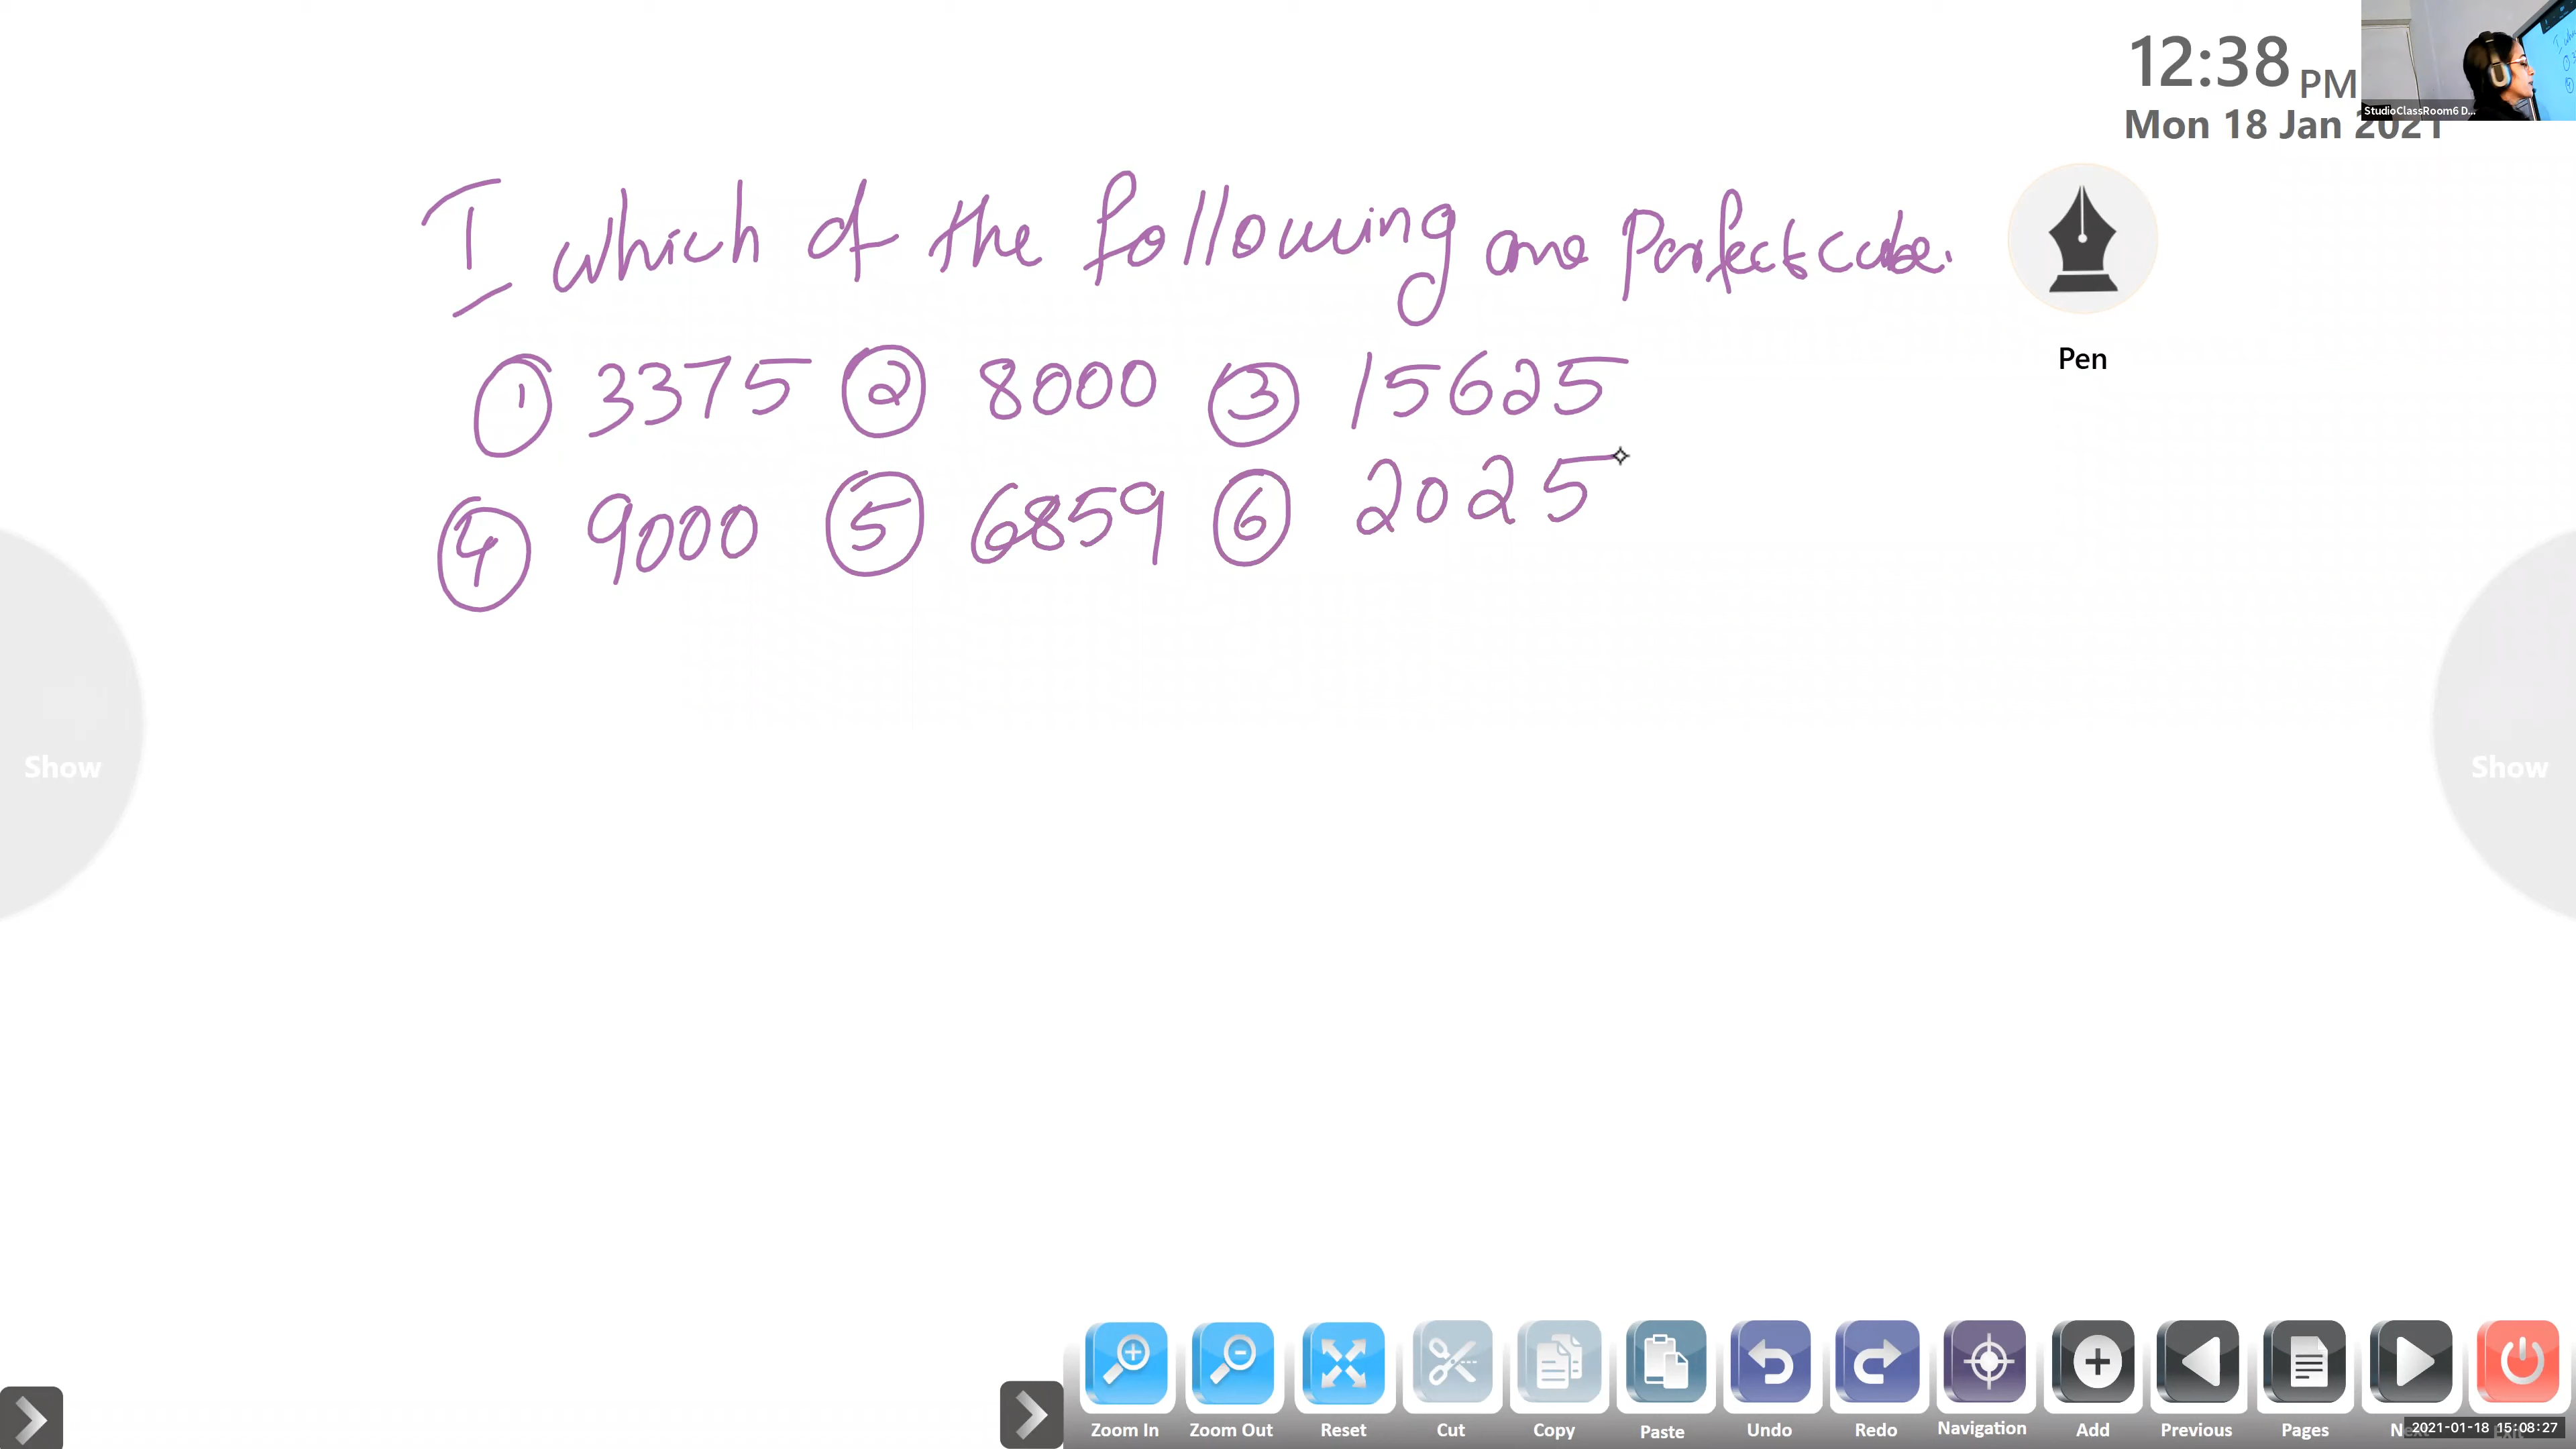 12:38 PM
StudioClassRoom6 D...
Mon 18 Jan 2021
I which of the following are Perfect cube.
① 3375 ② 8000 ③ 15625
④ 9000 ⑤ 6859 ⑥ 2025
Pen
Show Show
Zoom In Zoom Out Reset Cut Copy Paste Undo Redo Navigation Add Previous Pages
2021-01-18 15:08:27